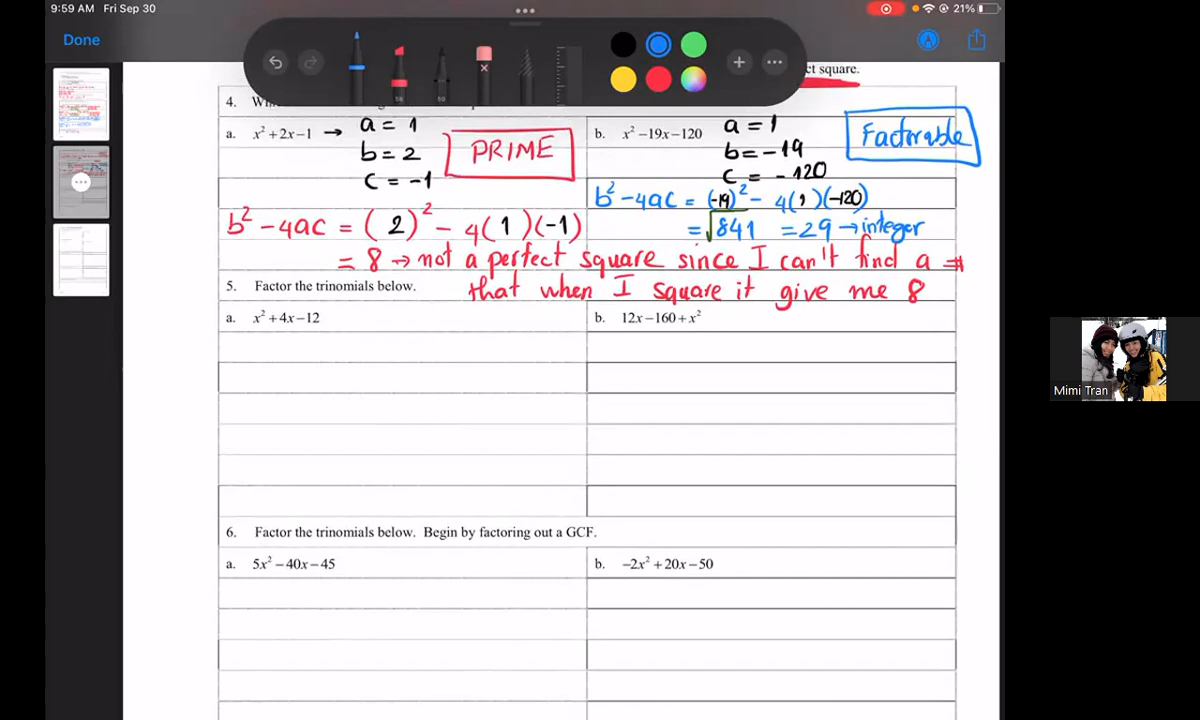 9:59 AM Fri Sep 30
21%
Done
ct square.
4.
a. x² + 2x − 1 → a = 1
b = 2
c = −1
PRIME
b² − 4ac = (2)² − 4(1)(−1)
= 8 → not a perfect square since I can't find a #
that when I square it give me 8
b. x² − 19x − 120
a = 1
b = −19
c = −120
Factorable
b² − 4ac = (−19)² − 4(1)(−120)
= √841 = 29 → integer
5. Factor the trinomials below.
a. x² + 4x − 12
b. 12x − 160 + x²
6. Factor the trinomials below. Begin by factoring out a GCF.
a. 5x² − 40x − 45
b. −2x² + 20x − 50
Mimi Tran